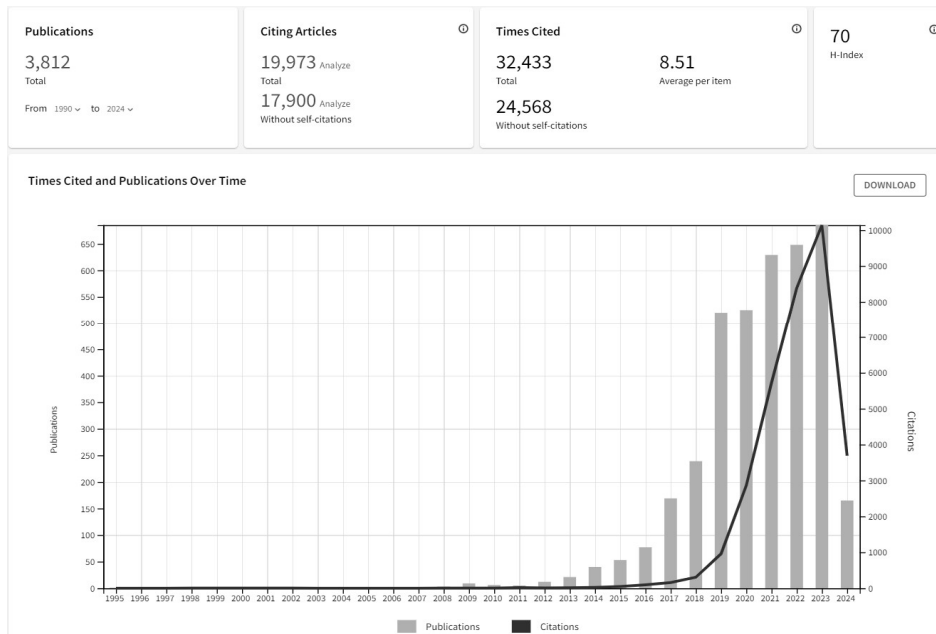 Publications
3,812
Total
From 1990 to 2024
Citing Articles
19,973 Analyze
Total
17,900 Analyze
Without self-citations
Times Cited
32,433
Total
24,568
Without self-citations
8.51
Average per item
70
H-Index
Times Cited and Publications Over Time
DOWNLOAD
Publications
650
600
550
500
450
400
350
300
250
200
150
100
50
0
10000
9000
8000
7000
6000
5000
4000
3000
2000
1000
0
Citations
1995 1996 1997 1998 1999 2000 2001 2002 2003 2004 2005 2006 2007 2008 2009 2010 2011 2012 2013 2014 2015 2016 2017 2018 2019 2020 2021 2022 2023 2024
Publications Citations